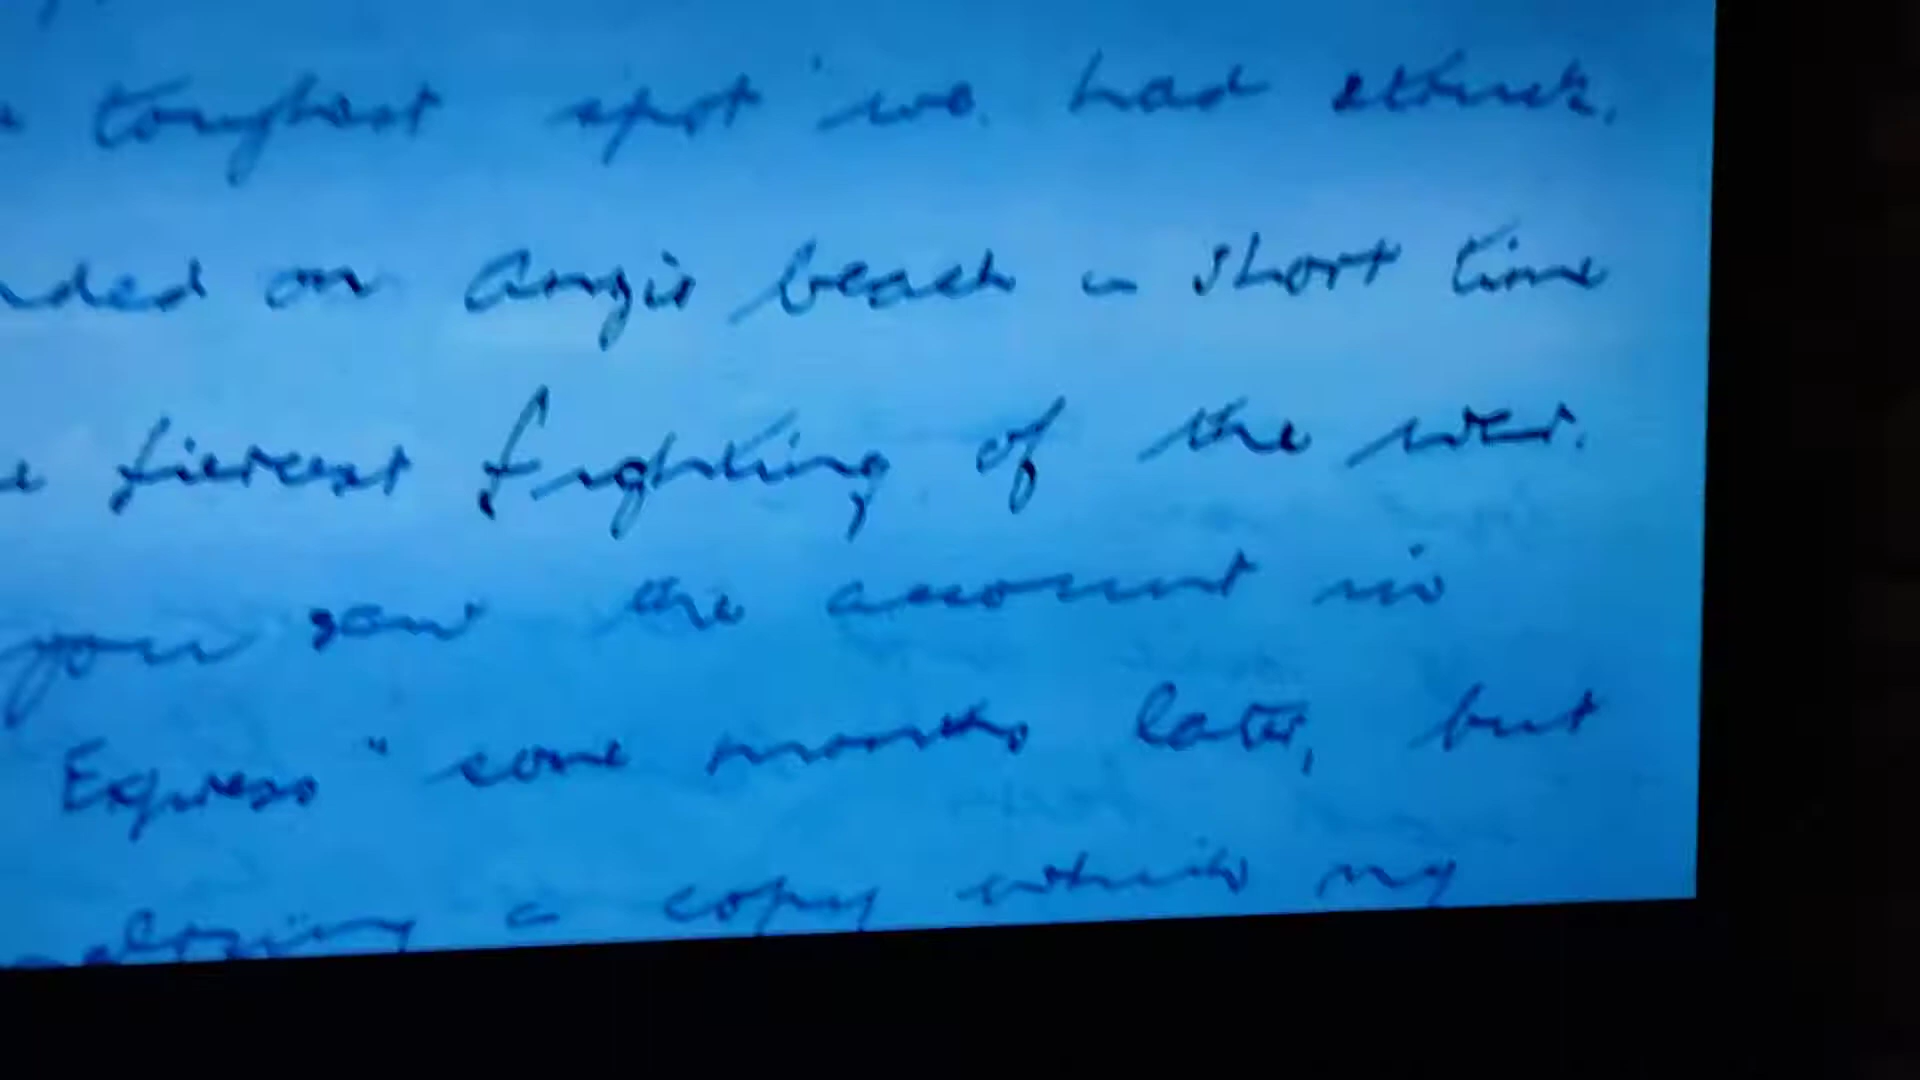 toughest spot we had struck.
nded on Anzio beach a short time
fiercest fighting of the war.
you saw the account in
Express" some months later, but
a copy which my